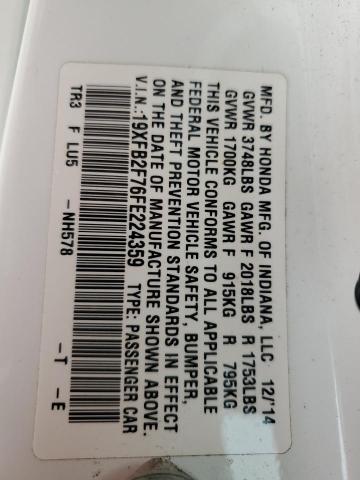 MFD. BY HONDA MFG. OF INDIANA, LLC 12/'14
GVWR 3748LBS GAWR F 2018LBS R 1753LBS
GVWR 1700KG GAWR F 915KG R 795KG
THIS VEHICLE CONFORMS TO ALL APPLICABLE
FEDERAL MOTOR VEHICLE SAFETY, BUMPER,
AND THEFT PREVENTION STANDARDS IN EFFECT
ON THE DATE OF MANUFACTURE SHOWN ABOVE.
V.I.N.:19XFB2F76FE224359 TYPE: PASSENGER CAR
TR3 F LU5 -NH578 -T -E